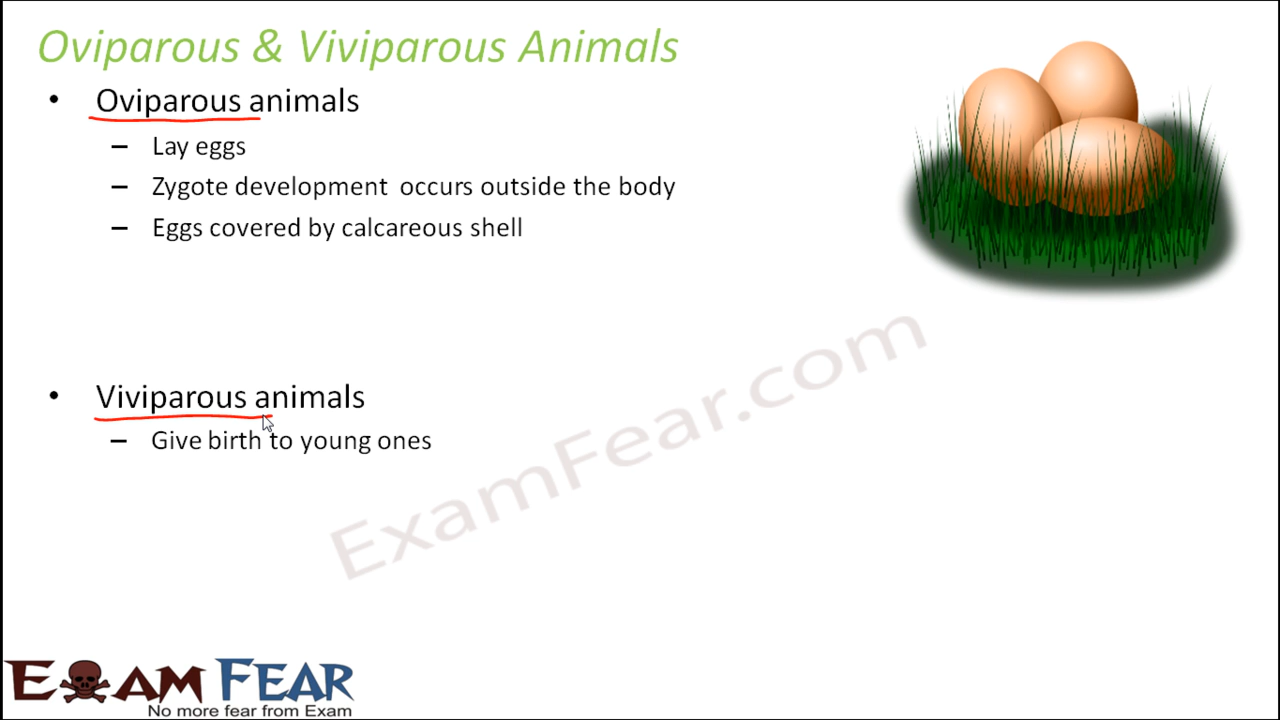 Oviparous & Viviparous Animals
• Oviparous animals
– Lay eggs
– Zygote development occurs outside the body
– Eggs covered by calcareous shell
• Viviparous animals
– Give birth to young ones
ExamFear.com
EXAM FEAR
No more fear from Exam